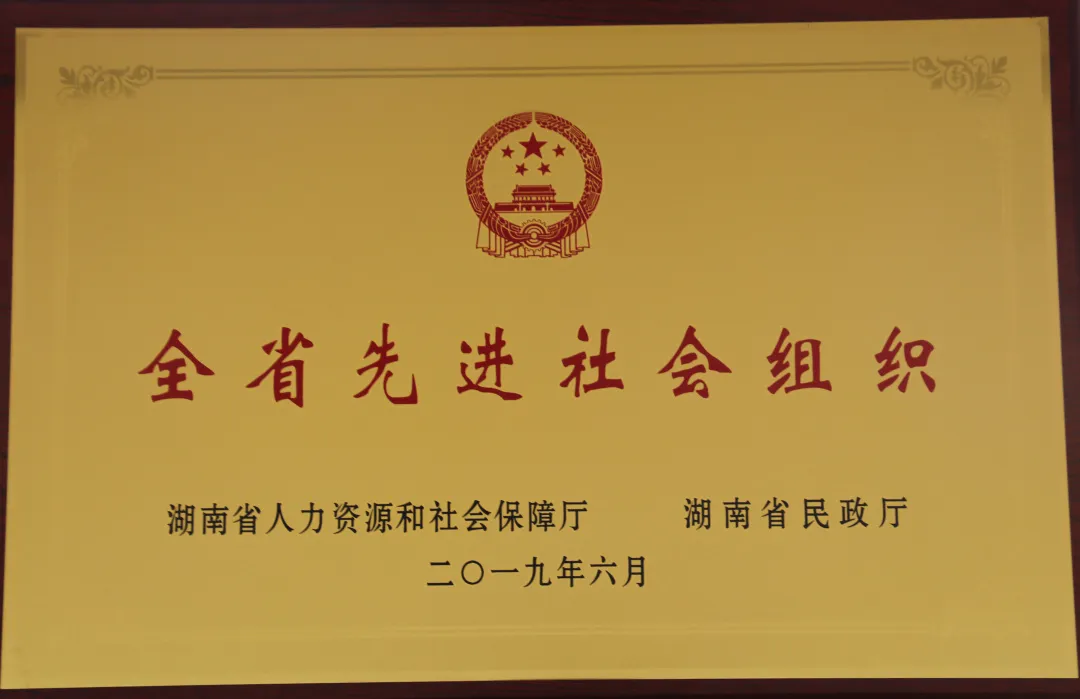 全省先进社会组织
湖南省人力资源和社会保障厅 湖南省民政厅
二〇一九年六月